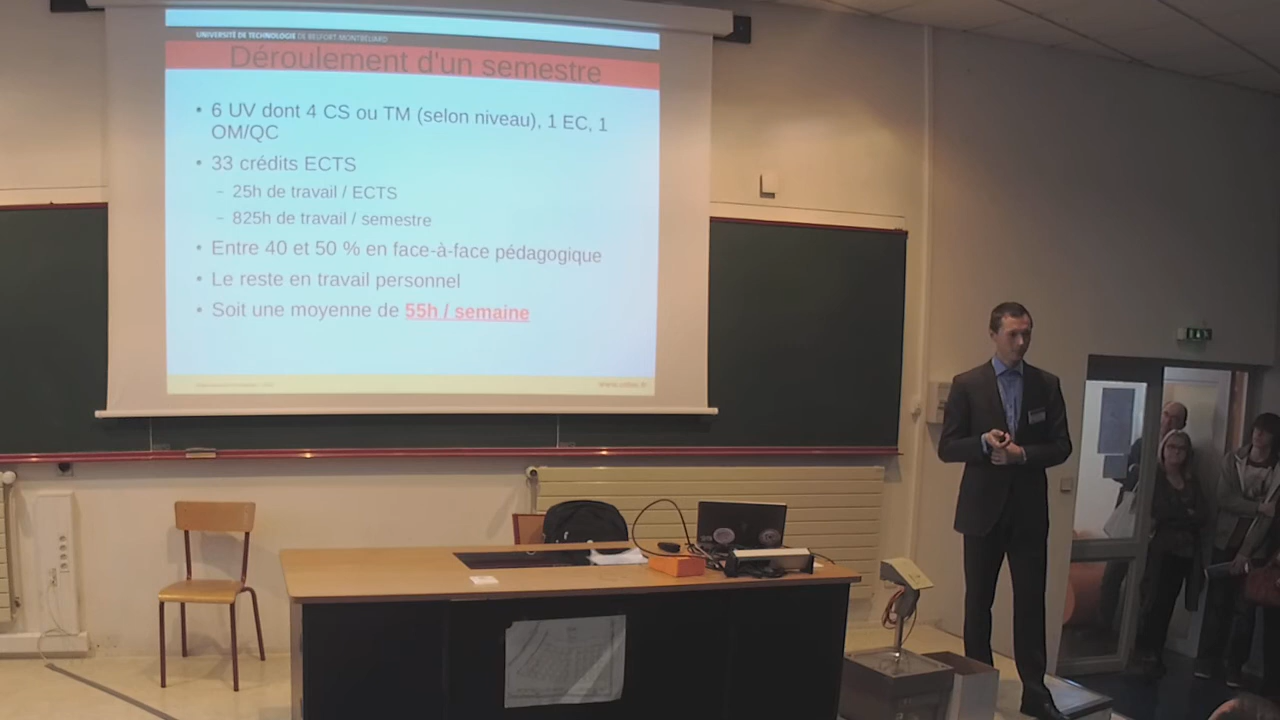 UNIVERSITÉ DE TECHNOLOGIE DE BELFORT-MONTBÉLIARD
Déroulement d'un semestre
• 6 UV dont 4 CS ou TM (selon niveau), 1 EC, 1
OM/QC
• 33 crédits ECTS
– 25h de travail / ECTS
– 825h de travail / semestre
• Entre 40 et 50 % en face-à-face pédagogique
• Le reste en travail personnel
• Soit une moyenne de 55h / semaine
www.utbm.fr